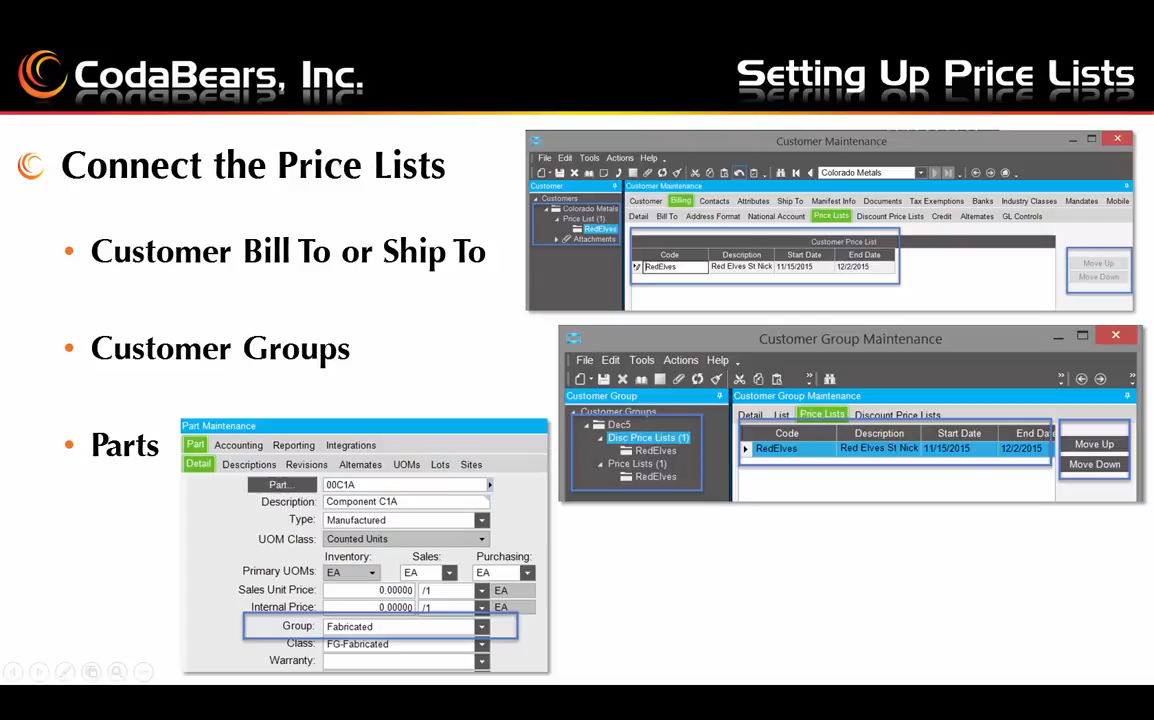 CodaBears, Inc.
Setting Up Price Lists
Connect the Price Lists
• Customer Bill To or Ship To
• Customer Groups
• Parts
Customer Maintenance
File Edit Tools Actions Help
Colorado Metals
Customer
Customers
Colorado Metals
Price List (1)
RedElves
Attachments
Customer Maintenance
Customer Billing Contacts Attributes Ship To Manifest Info Documents Tax Exemptions Banks Industry Classes Mandates Mobile
Detail Bill To Address Format National Account Price Lists Discount Price Lists Credit Alternates GL Controls
Customer Price List
Code Description Start Date End Date
RedElves Red Elves St Nick 11/15/2015 12/2/2015
Move Up
Move Down
Customer Group Maintenance
File Edit Tools Actions Help
Customer Group
Customer Groups
Dec5
Disc Price Lists (1)
RedElves
Price Lists (1)
RedElves
Customer Group Maintenance
Detail List Price Lists Discount Price Lists
Code Description Start Date End Da
RedElves Red Elves St Nick 11/15/2015 12/2/2015
Move Up
Move Down
Part Maintenance
Part Accounting Reporting Integrations
Detail Descriptions Revisions Alternates UOMs Lots Sites
Part... 00C1A
Description: Component C1A
Type: Manufactured
UOM Class: Counted Units
Inventory: Sales: Purchasing:
Primary UOMs: EA EA EA
Sales Unit Price: 0.00000 /1 EA
Internal Price: 0.00000 /1 EA
Group: Fabricated
Class: FG-Fabricated
Warranty: